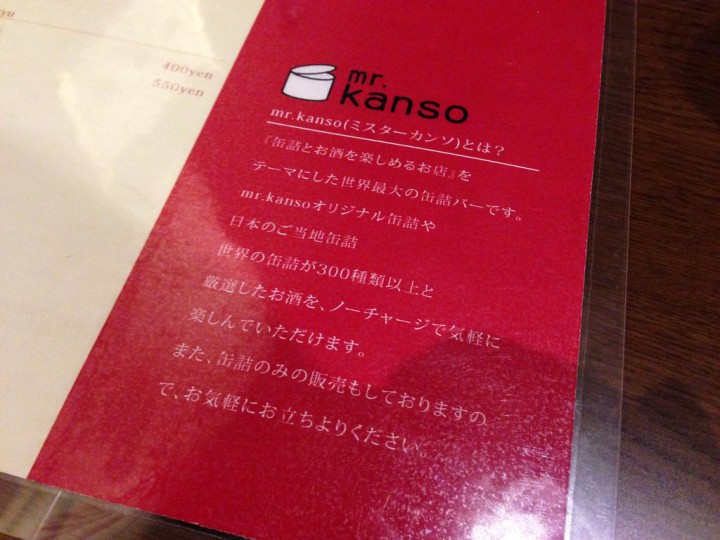 yu
400yen
550yen
mr.
kanso
mr.kanso(ミスターカンソ)とは?
『缶詰とお酒を楽しめるお店』を
テーマにした世界最大の缶詰バーです。
mr.kansoオリジナル缶詰や
日本のご当地缶詰
世界の缶詰が300種類以上と
厳選したお酒を、ノーチャージで気軽に
楽しんでいただけます。
また、缶詰のみの販売もしておりますの
で、お気軽にお立ちよりください。